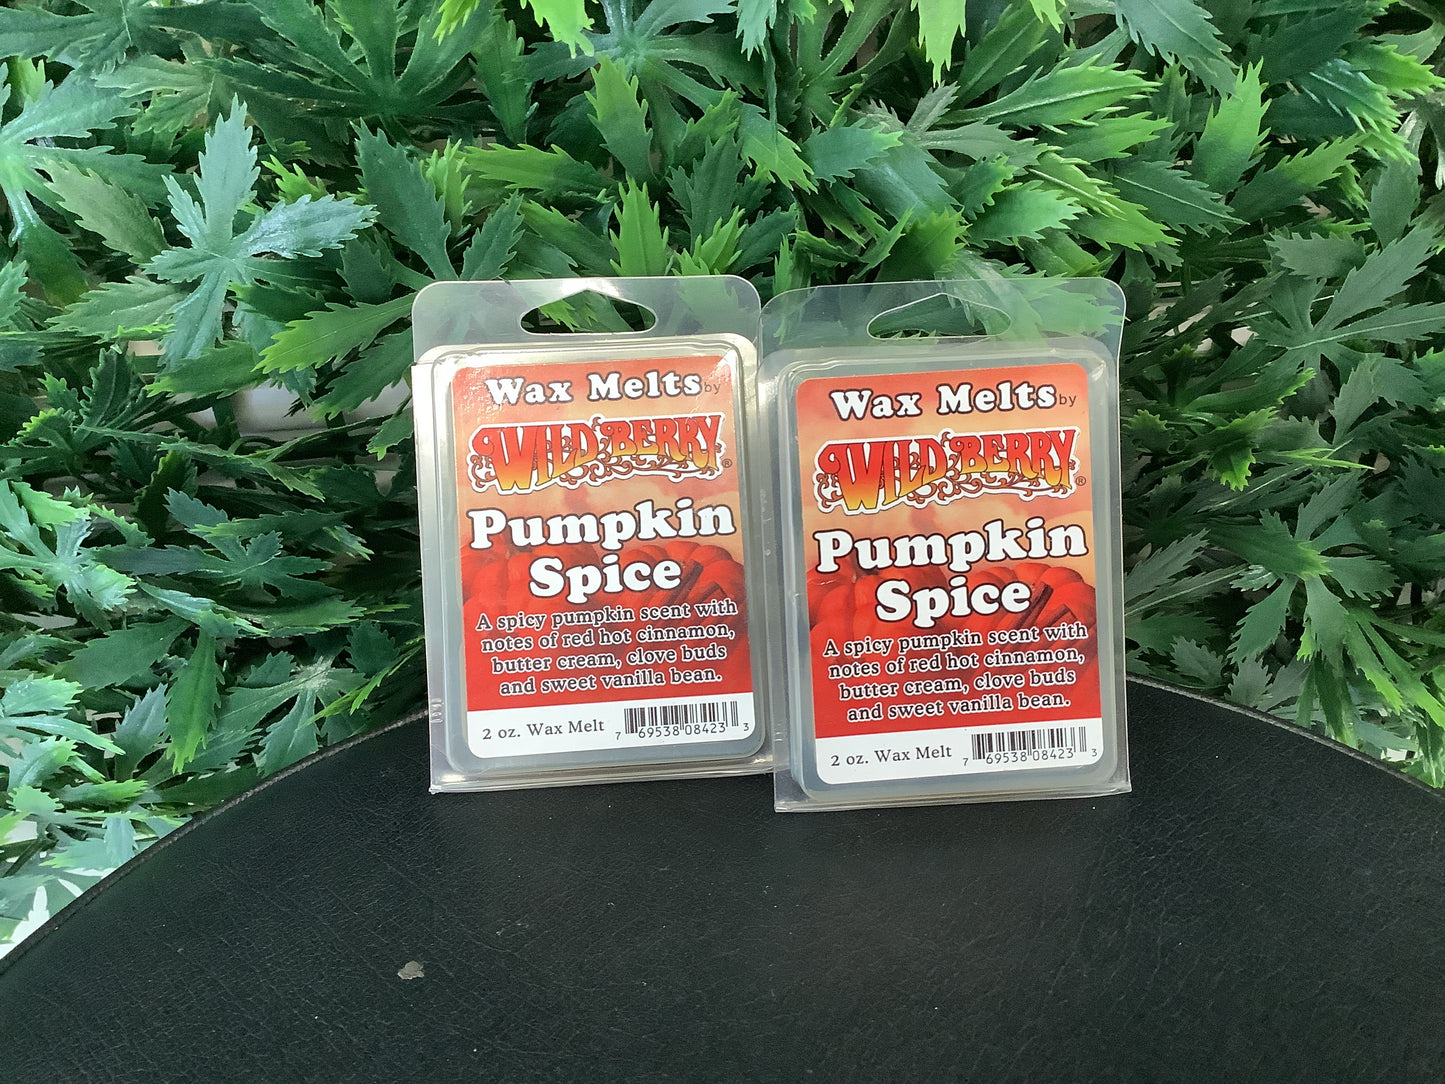 Wax Melts by
WILD BERRY®
Pumpkin
Spice
A spicy pumpkin scent with
notes of red hot cinnamon,
butter cream, clove buds
and sweet vanilla bean.
2 oz. Wax Melt
7 69538 08423 3
Wax Melts by
WILD BERRY®
Pumpkin
Spice
A spicy pumpkin scent with
notes of red hot cinnamon,
butter cream, clove buds
and sweet vanilla bean.
2 oz. Wax Melt
7 69538 08423 3